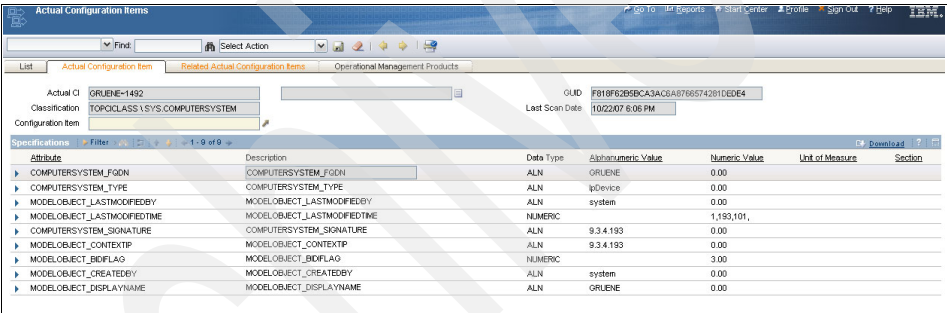 Actual Configuration Items Go To Reports Start Center Profile Sign Out ? Help IBM.
Find: Select Action
List Actual Configuration Item Related Actual Configuration Items Operational Management Products
Actual CI GRUENE~1492 GUID F818F62B5BCA3AC6A8766574281DEDE4
Classification TOPCICLASS \ SYS.COMPUTERSYSTEM Last Scan Date 10/22/07 6:06 PM
Configuration Item
Specifications Filter 1 - 9 of 9 Download ?
Attribute Description Data Type Alphanumeric Value Numeric Value Unit of Measure Section
COMPUTERSYSTEM_FQDN COMPUTERSYSTEM_FQDN ALN GRUENE 0.00
COMPUTERSYSTEM_TYPE COMPUTERSYSTEM_TYPE ALN IpDevice 0.00
MODELOBJECT_LASTMODIFIEDBY MODELOBJECT_LASTMODIFIEDBY ALN system 0.00
MODELOBJECT_LASTMODIFIEDTIME MODELOBJECT_LASTMODIFIEDTIME NUMERIC 1,193,101,
COMPUTERSYSTEM_SIGNATURE COMPUTERSYSTEM_SIGNATURE ALN 9.3.4.193 0.00
MODELOBJECT_CONTEXTIP MODELOBJECT_CONTEXTIP ALN 9.3.4.193 0.00
MODELOBJECT_BIDIFLAG MODELOBJECT_BIDIFLAG NUMERIC 3.00
MODELOBJECT_CREATEDBY MODELOBJECT_CREATEDBY ALN system 0.00
MODELOBJECT_DISPLAYNAME MODELOBJECT_DISPLAYNAME ALN GRUENE 0.00